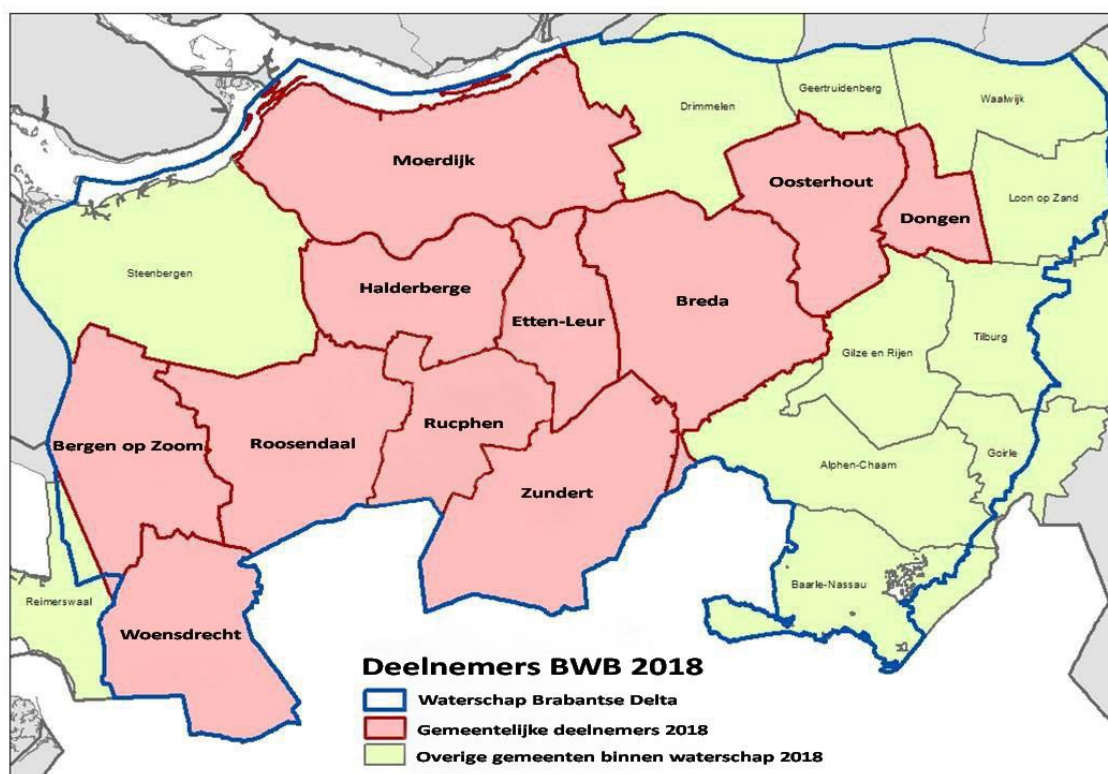 Geertruidenberg
Drimmelen
Waalwijk
Moerdijk
Oosterhout
Loon op Zand
Dongen
Steenbergen
Halderberge
Breda
Etten-Leur
Tilburg
Gilze en Rijen
Rucphen
Bergen op Zoom
Roosendaal
Goirle
Alphen-Chaam
Zundert
Baarle-Nassau
Reimerswaal
Woensdrecht
Deelnemers BWB 2018
Waterschap Brabantse Delta
Gemeentelijke deelnemers 2018
Overige gemeenten binnen waterschap 2018